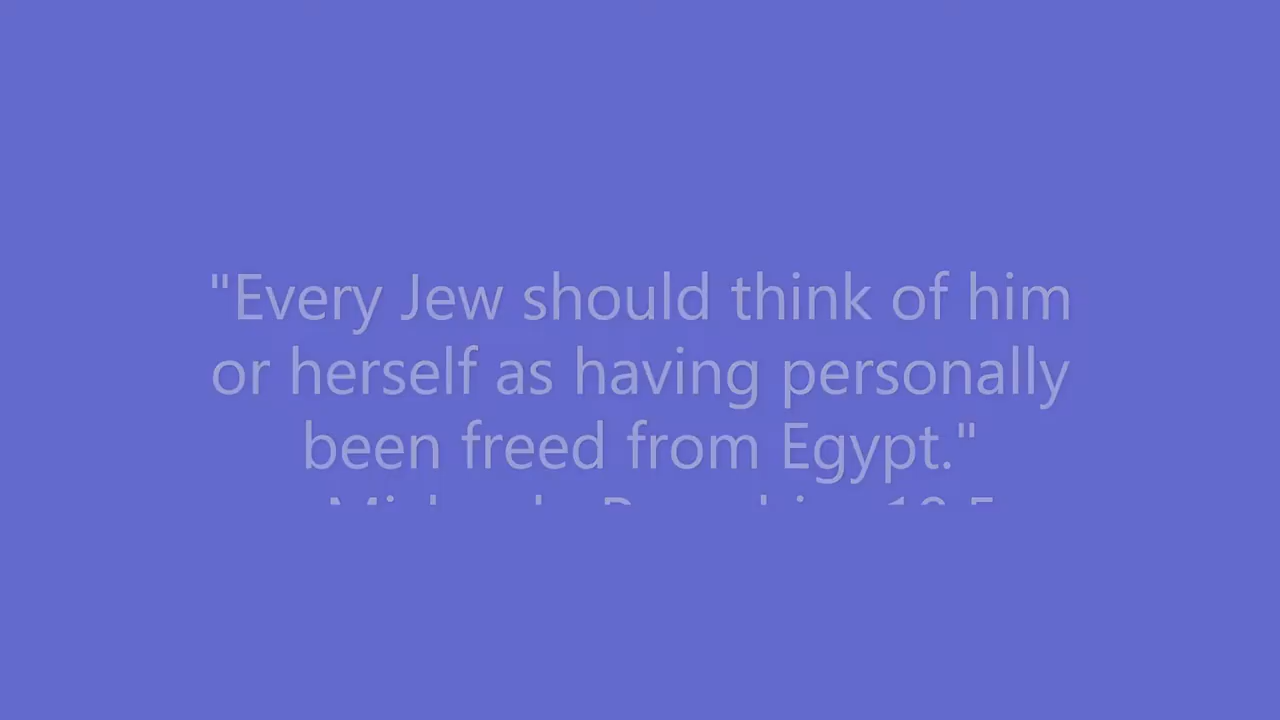 "Every Jew should think of him
or herself as having personally
been freed from Egypt."